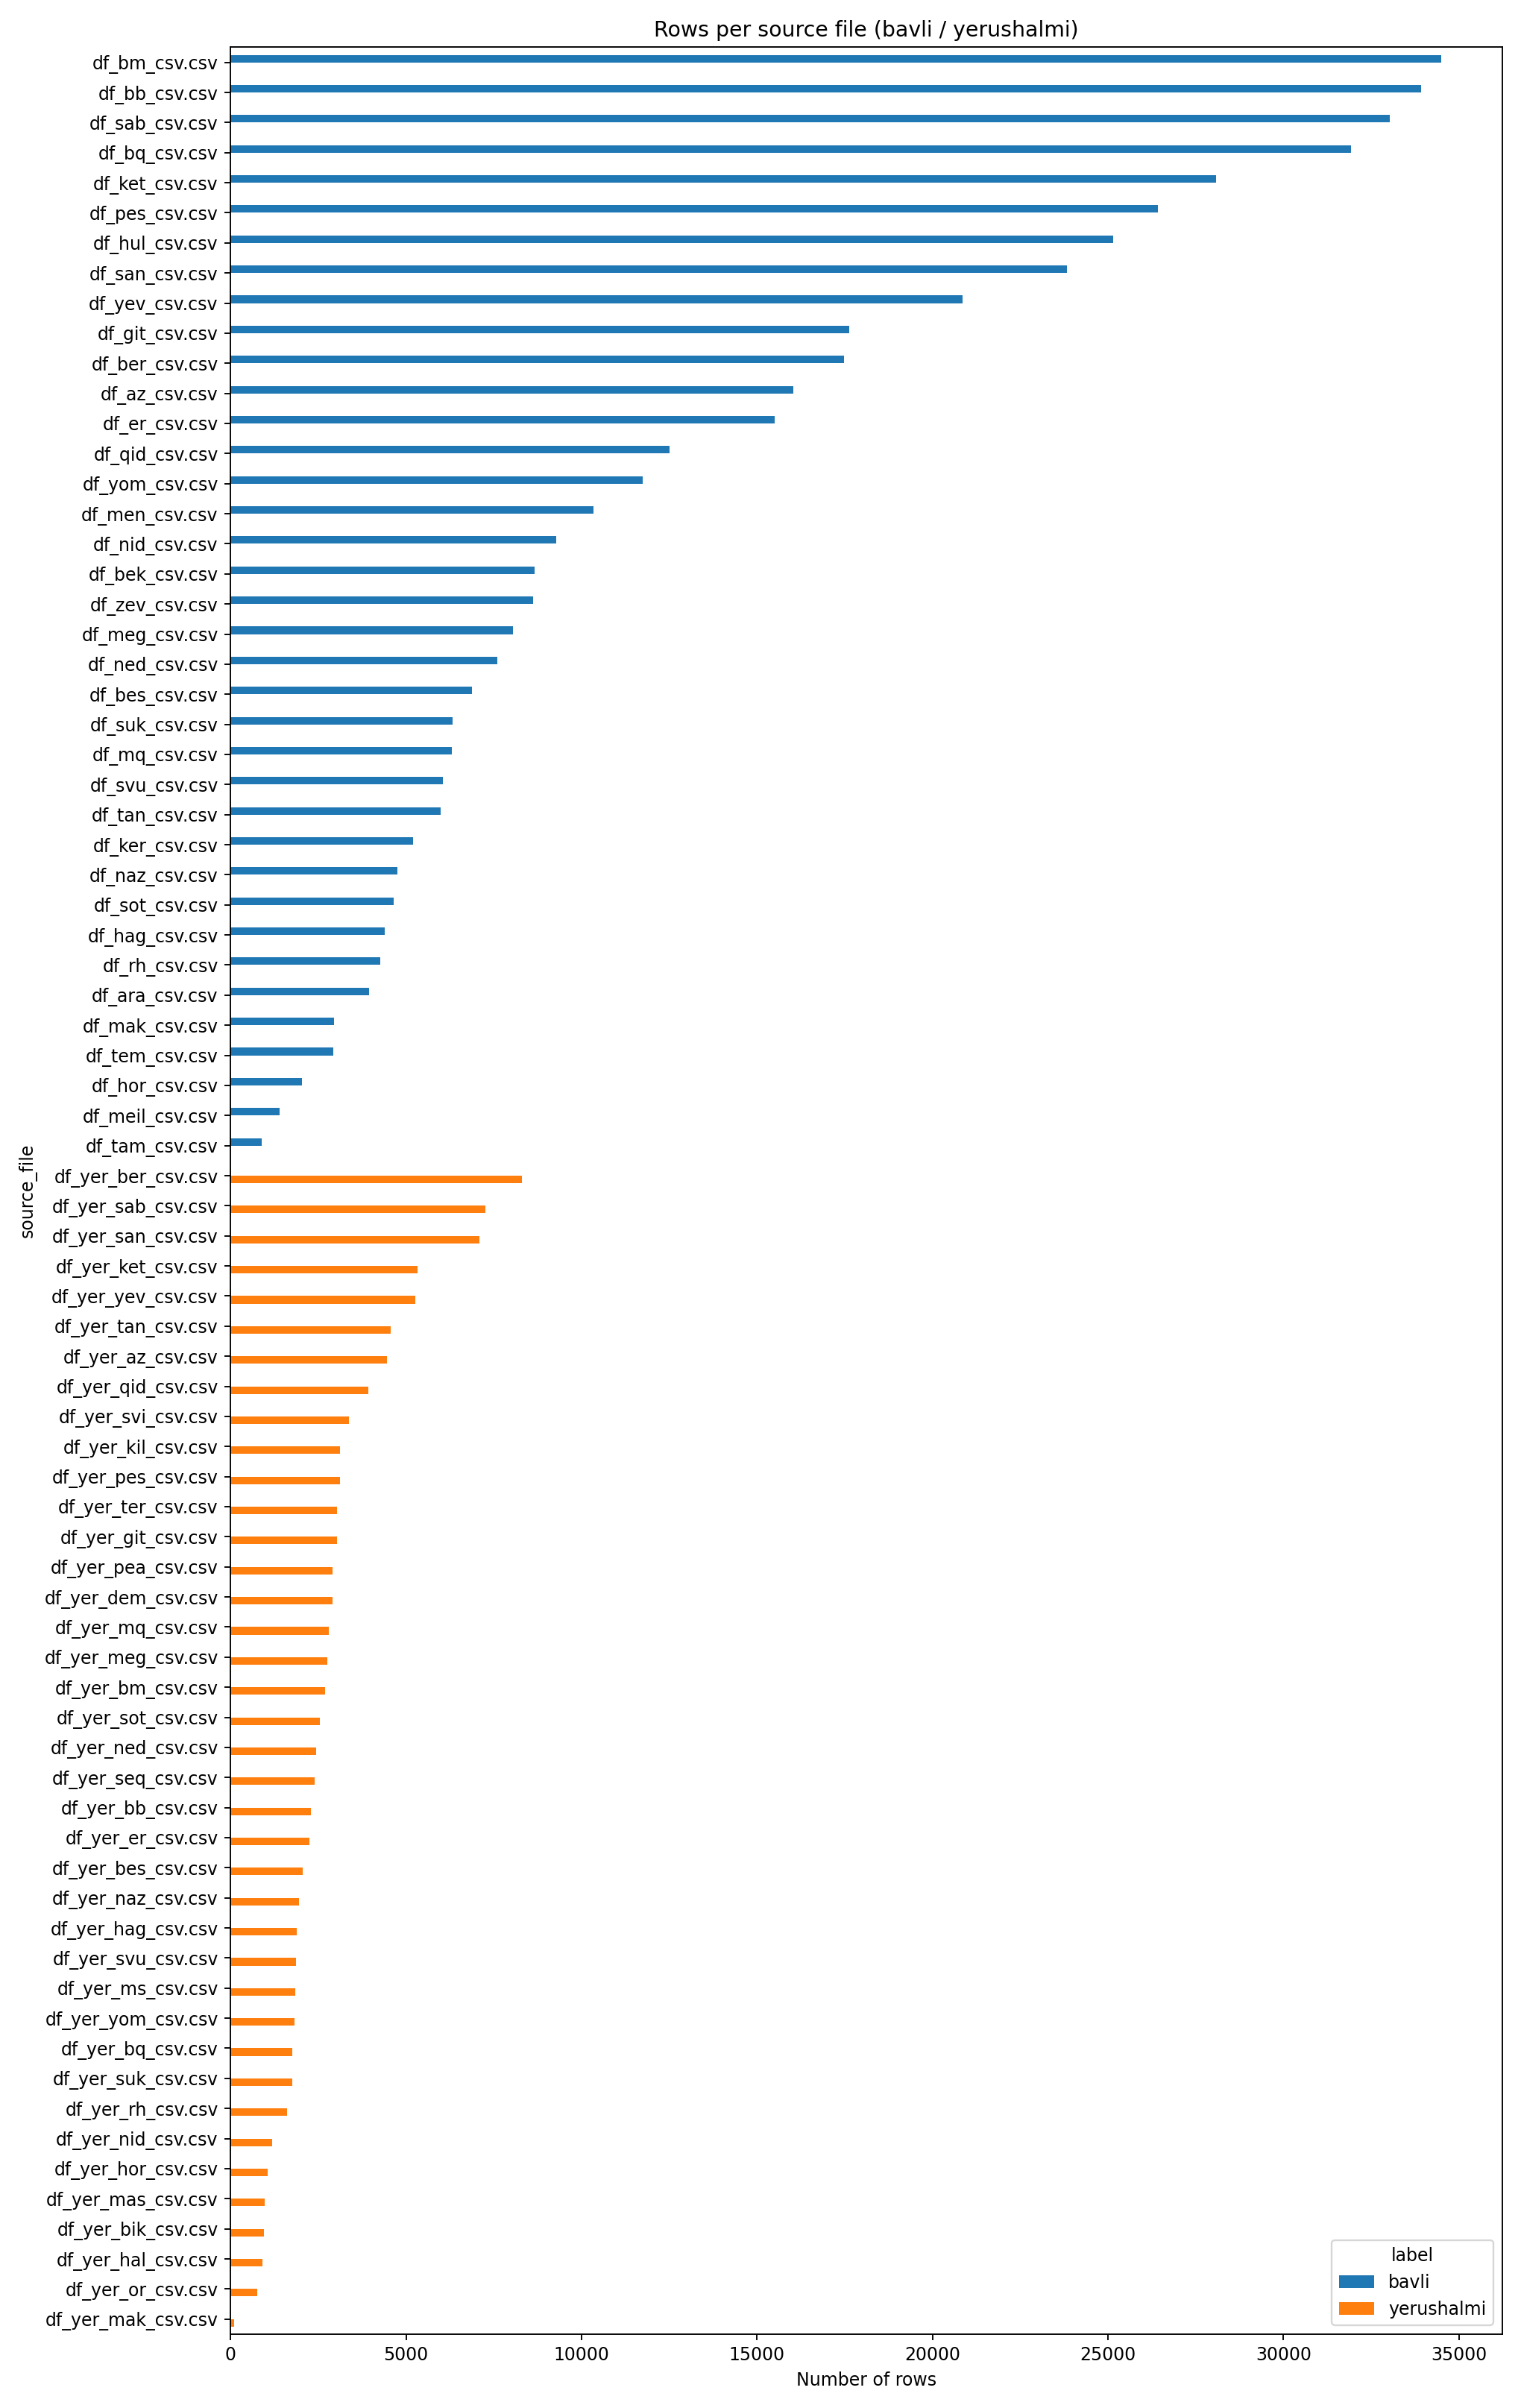 Rows per source file (bavli / yerushalmi)
df_bm_csv.csv
df_bb_csv.csv
df_sab_csv.csv
df_bq_csv.csv
df_ket_csv.csv
df_pes_csv.csv
df_hul_csv.csv
df_san_csv.csv
df_yev_csv.csv
df_git_csv.csv
df_ber_csv.csv
df_az_csv.csv
df_er_csv.csv
df_qid_csv.csv
df_yom_csv.csv
df_men_csv.csv
df_nid_csv.csv
df_bek_csv.csv
df_zev_csv.csv
df_meg_csv.csv
df_ned_csv.csv
df_bes_csv.csv
df_suk_csv.csv
df_mq_csv.csv
df_svu_csv.csv
df_tan_csv.csv
df_ker_csv.csv
df_naz_csv.csv
df_sot_csv.csv
df_hag_csv.csv
df_rh_csv.csv
df_ara_csv.csv
df_mak_csv.csv
df_tem_csv.csv
df_hor_csv.csv
df_meil_csv.csv
df_tam_csv.csv
df_yer_ber_csv.csv
df_yer_sab_csv.csv
df_yer_san_csv.csv
df_yer_ket_csv.csv
df_yer_yev_csv.csv
df_yer_tan_csv.csv
df_yer_az_csv.csv
df_yer_qid_csv.csv
df_yer_svi_csv.csv
df_yer_kil_csv.csv
df_yer_pes_csv.csv
df_yer_ter_csv.csv
df_yer_git_csv.csv
df_yer_pea_csv.csv
df_yer_dem_csv.csv
df_yer_mq_csv.csv
df_yer_meg_csv.csv
df_yer_bm_csv.csv
df_yer_sot_csv.csv
df_yer_ned_csv.csv
df_yer_seq_csv.csv
df_yer_bb_csv.csv
df_yer_er_csv.csv
df_yer_bes_csv.csv
df_yer_naz_csv.csv
df_yer_hag_csv.csv
df_yer_svu_csv.csv
df_yer_ms_csv.csv
df_yer_yom_csv.csv
df_yer_bq_csv.csv
df_yer_suk_csv.csv
df_yer_rh_csv.csv
df_yer_nid_csv.csv
df_yer_hor_csv.csv
df_yer_mas_csv.csv
df_yer_bik_csv.csv
df_yer_hal_csv.csv
df_yer_or_csv.csv
df_yer_mak_csv.csv
source_file
label
bavli
yerushalmi
0 5000 10000 15000 20000 25000 30000 35000
Number of rows